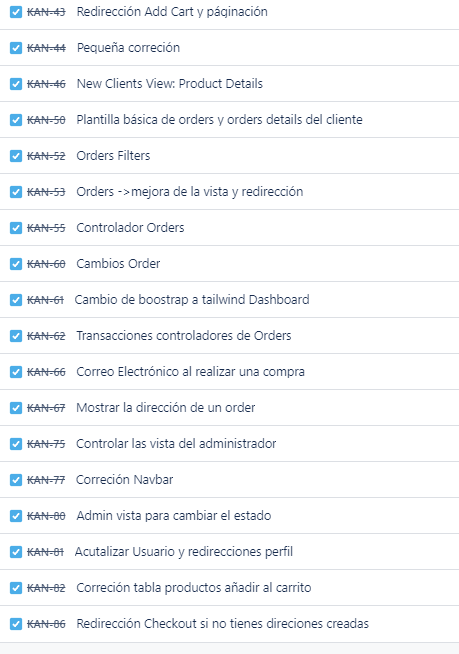 KAN-43 Redirección Add Cart y páginación
KAN-44 Pequeña correción
KAN-46 New Clients View: Product Details
KAN-50 Plantilla básica de orders y orders details del cliente
KAN-52 Orders Filters
KAN-53 Orders ->mejora de la vista y redirección
KAN-55 Controlador Orders
KAN-60 Cambios Order
KAN-61 Cambio de boostrap a tailwind Dashboard
KAN-62 Transacciones controladores de Orders
KAN-66 Correo Electrónico al realizar una compra
KAN-67 Mostrar la dirección de un order
KAN-75 Controlar las vista del administrador
KAN-77 Correción Navbar
KAN-80 Admin vista para cambiar el estado
KAN-81 Acutalizar Usuario y redirecciones perfil
KAN-82 Correción tabla productos añadir al carrito
KAN-86 Redirección Checkout si no tienes direciones creadas